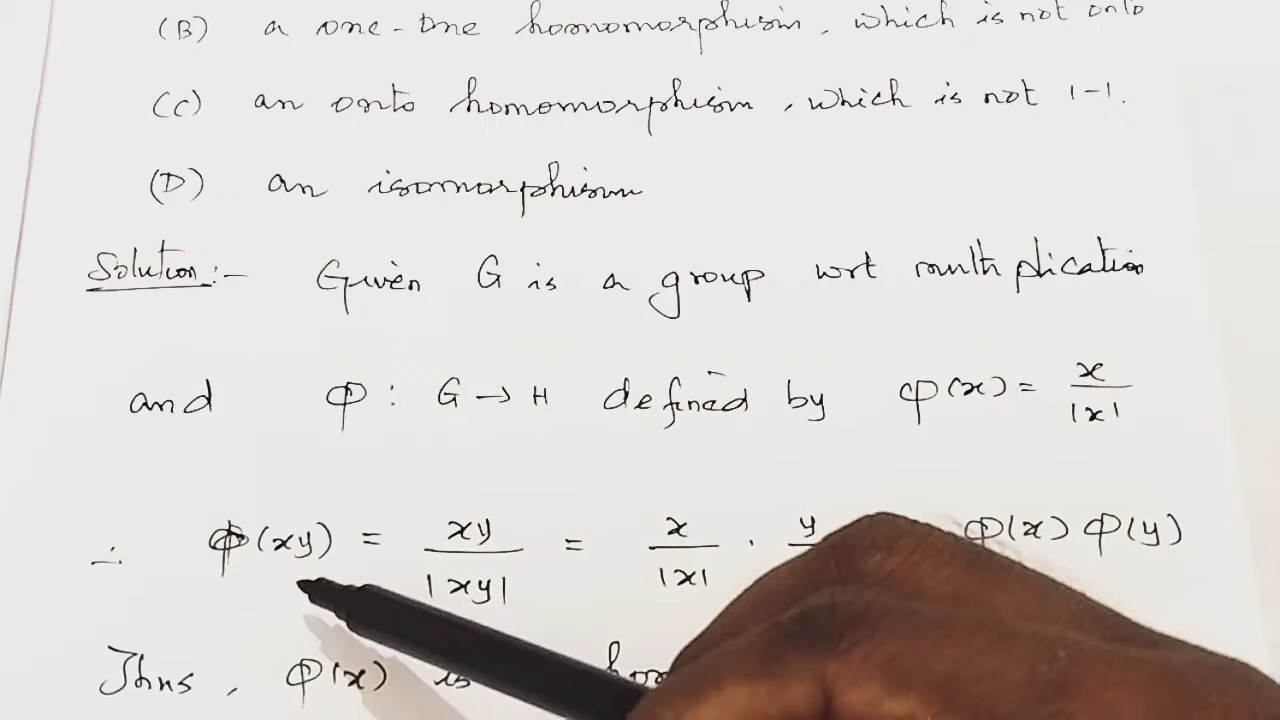 (B) a one-one homomorphism, which is not onto
(C) an onto homomorphism, which is not 1-1.
(D) an isomorphism
Solution:- Given G is a group wrt multiplication
and φ : G → H defined by φ(x) = x/|x|
∴ φ(xy) = xy/|xy| = x/|x| · y φ(x) φ(y)
Thus, φ(x) is